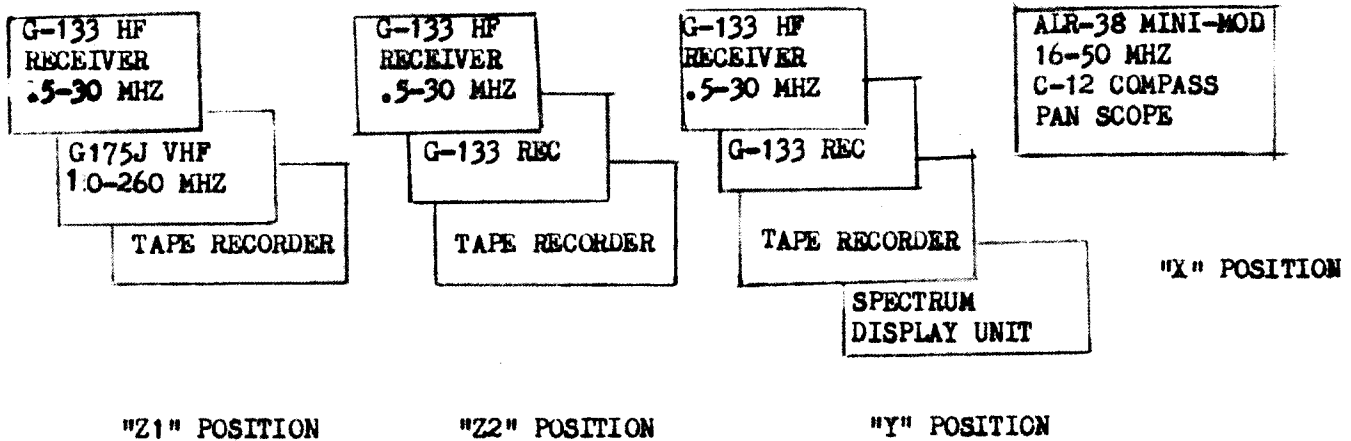 G-133 HF
RECEIVER
.5-30 MHZ
G175J VHF
10-260 MHZ
TAPE RECORDER
"Z1" POSITION
G-133 HF
RECEIVER
.5-30 MHZ
G-133 REC
TAPE RECORDER
"Z2" POSITION
G-133 HF
RECEIVER
.5-30 MHZ
G-133 REC
TAPE RECORDER
SPECTRUM
DISPLAY UNIT
"Y" POSITION
ALR-38 MINI-MOD
16-50 MHZ
C-12 COMPASS
PAN SCOPE
"X" POSITION